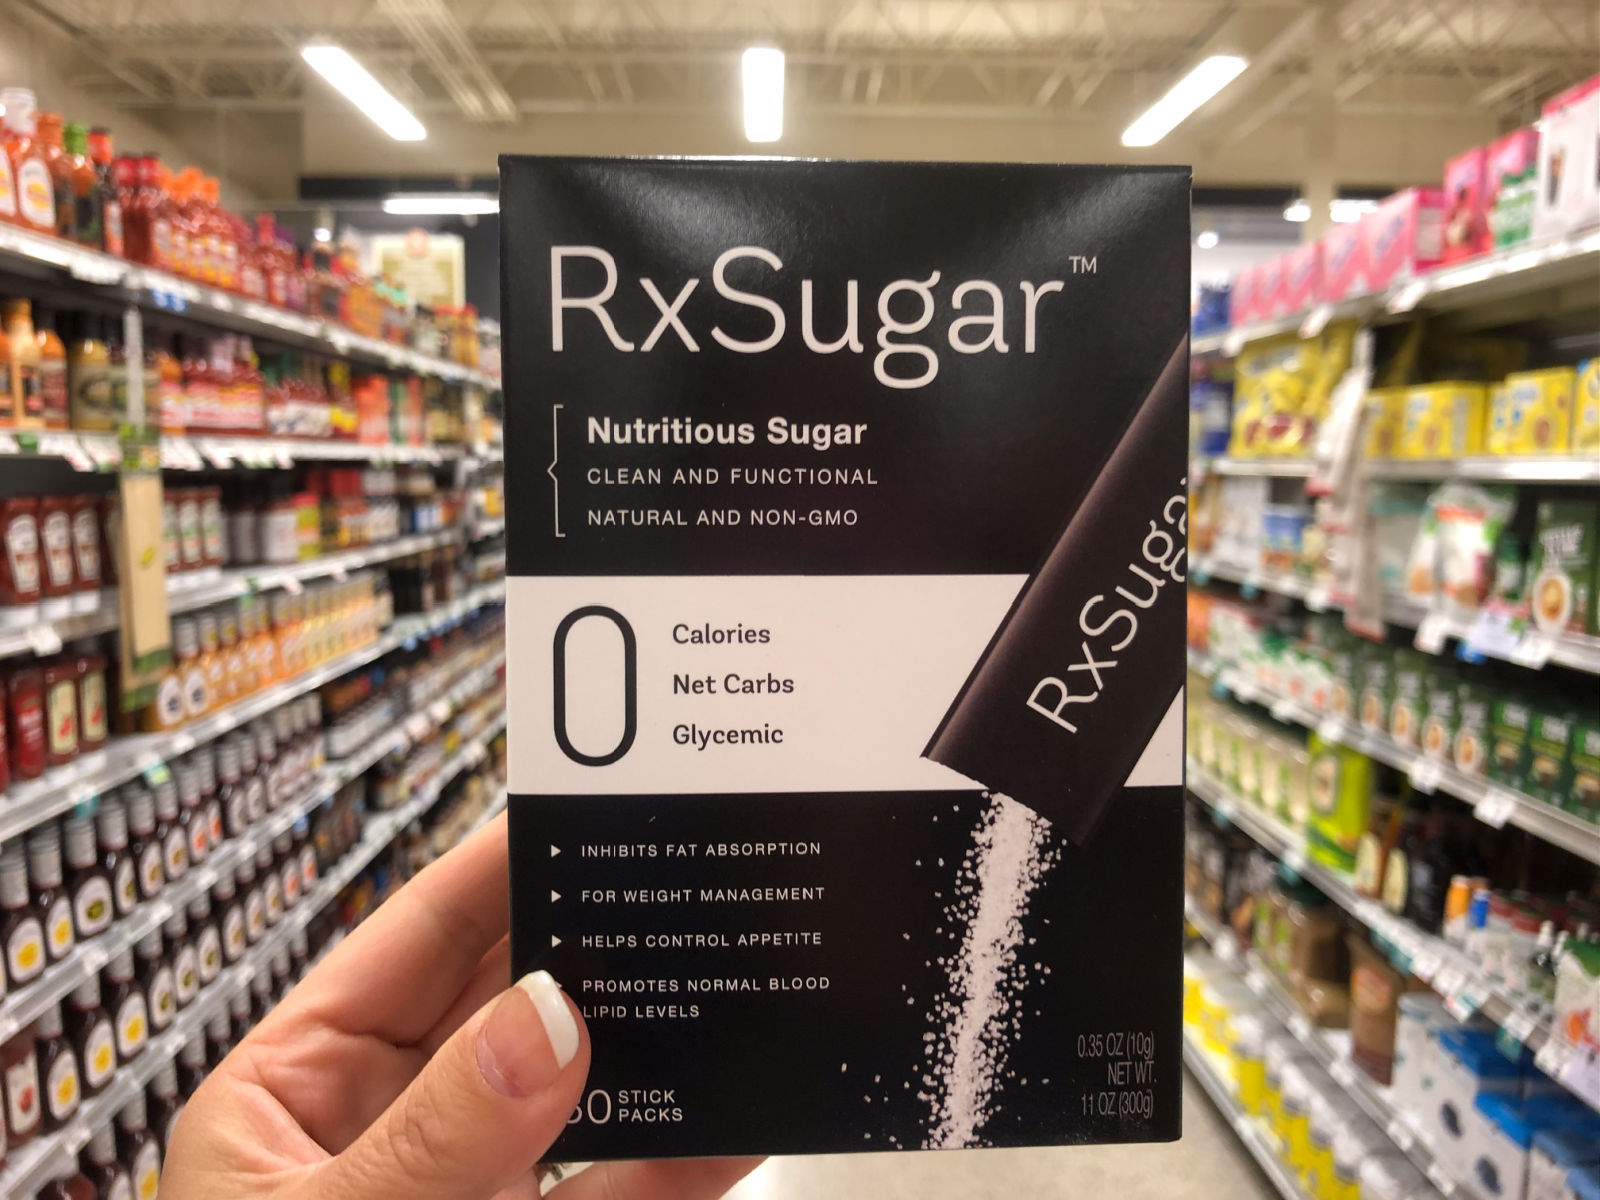 RxSugar™
Nutritious Sugar
CLEAN AND FUNCTIONAL
NATURAL AND NON-GMO
0
Calories
Net Carbs
Glycemic
RxSuga
INHIBITS FAT ABSORPTION
FOR WEIGHT MANAGEMENT
HELPS CONTROL APPETITE
PROMOTES NORMAL BLOOD
LIPID LEVELS
STICK
PACKS
0.35 OZ (10g)
NET WT.
11 OZ (300g)